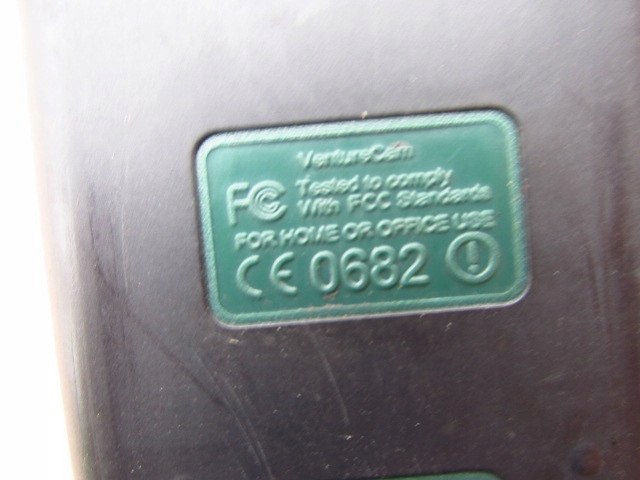 VentureCam
FC Tested to comply
With FCC Standards
FOR HOME OR OFFICE USE
CE 0682 !